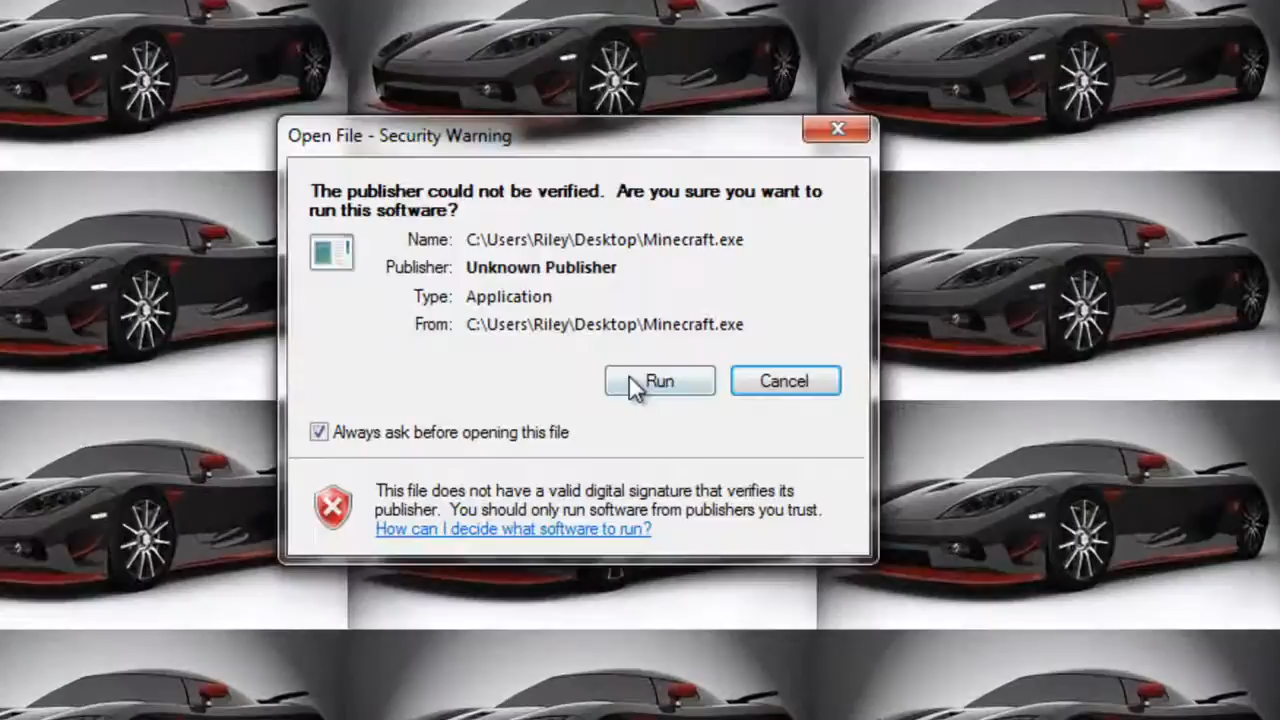 Open File - Security Warning
The publisher could not be verified. Are you sure you want to
run this software?
Name: C:\Users\Riley\Desktop\Minecraft.exe
Publisher: Unknown Publisher
Type: Application
From: C:\Users\Riley\Desktop\Minecraft.exe
Run Cancel
Always ask before opening this file
This file does not have a valid digital signature that verifies its
publisher. You should only run software from publishers you trust.
How can I decide what software to run?